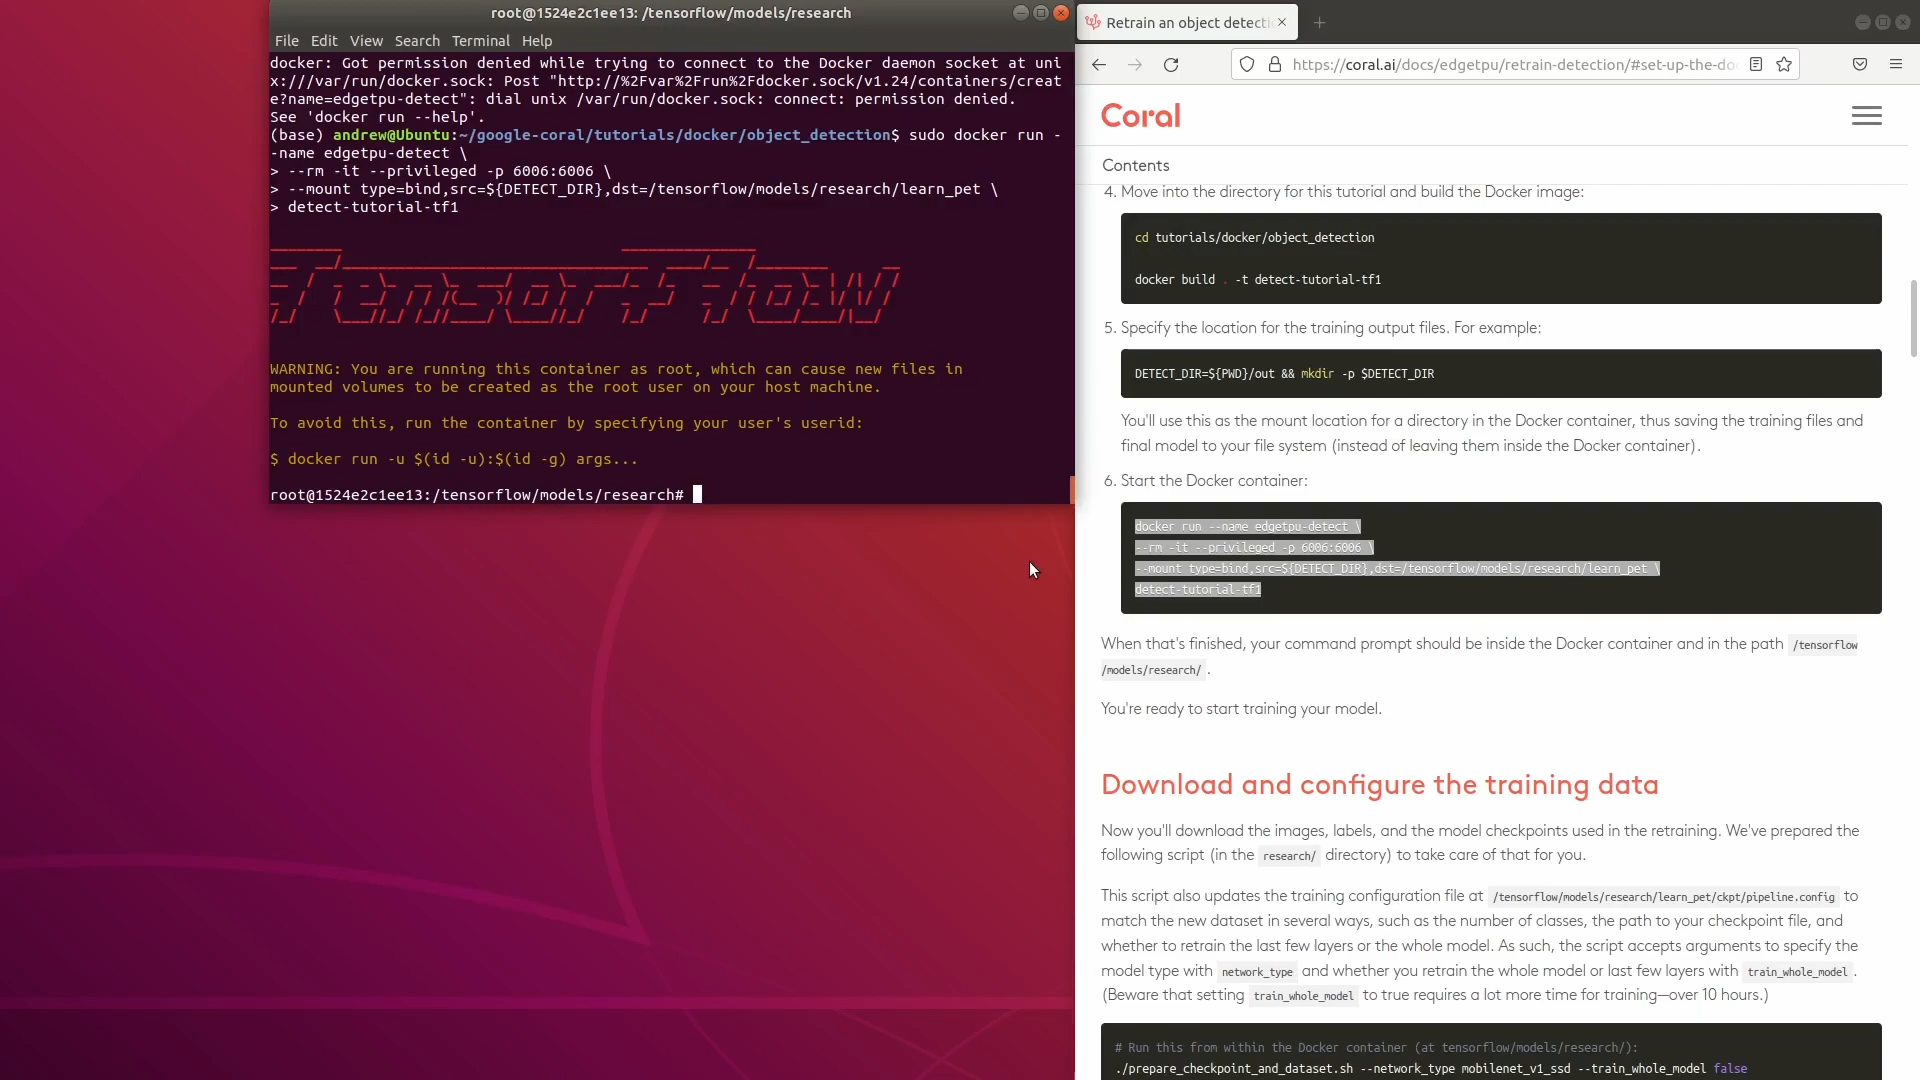 root@1524e2c1ee13: /tensorflow/models/research
File Edit View Search Terminal Help
docker: Got permission denied while trying to connect to the Docker daemon socket at uni
x:///var/run/docker.sock: Post "http://%2Fvar%2Frun%2Fdocker.sock/v1.24/containers/creat
e?name=edgetpu-detect": dial unix /var/run/docker.sock: connect: permission denied.
See 'docker run --help'.
(base) andrew@Ubuntu:~/google-coral/tutorials/docker/object_detection$ sudo docker run -
-name edgetpu-detect \
> --rm -it --privileged -p 6006:6006 \
> --mount type=bind,src=${DETECT_DIR},dst=/tensorflow/models/research/learn_pet \
> detect-tutorial-tf1
WARNING: You are running this container as root, which can cause new files in
mounted volumes to be created as the root user on your host machine.
To avoid this, run the container by specifying your user's userid:
$ docker run -u $(id -u):$(id -g) args...
root@1524e2c1ee13:/tensorflow/models/research#
Retrain an object detecti
https://coral.ai/docs/edgetpu/retrain-detection/#set-up-the-do
Coral
Contents
4. Move into the directory for this tutorial and build the Docker image:
cd tutorials/docker/object_detection
docker build . -t detect-tutorial-tf1
5. Specify the location for the training output files. For example:
DETECT_DIR=${PWD}/out && mkdir -p $DETECT_DIR
You'll use this as the mount location for a directory in the Docker container, thus saving the training files and
final model to your file system (instead of leaving them inside the Docker container).
6. Start the Docker container:
docker run --name edgetpu-detect \
--rm -it --privileged -p 6006:6006 \
--mount type=bind,src=${DETECT_DIR},dst=/tensorflow/models/research/learn_pet \
detect-tutorial-tf1
When that's finished, your command prompt should be inside the Docker container and in the path /tensorflow
/models/research/ .
You're ready to start training your model.
Download and configure the training data
Now you'll download the images, labels, and the model checkpoints used in the retraining. We've prepared the
following script (in the research/ directory) to take care of that for you.
This script also updates the training configuration file at /tensorflow/models/research/learn_pet/ckpt/pipeline.config to
match the new dataset in several ways, such as the number of classes, the path to your checkpoint file, and
whether to retrain the last few layers or the whole model. As such, the script accepts arguments to specify the
model type with network_type and whether you retrain the whole model or last few layers with train_whole_model .
(Beware that setting train_whole_model to true requires a lot more time for training—over 10 hours.)
# Run this from within the Docker container (at tensorflow/models/research/):
./prepare_checkpoint_and_dataset.sh --network_type mobilenet_v1_ssd --train_whole_model false